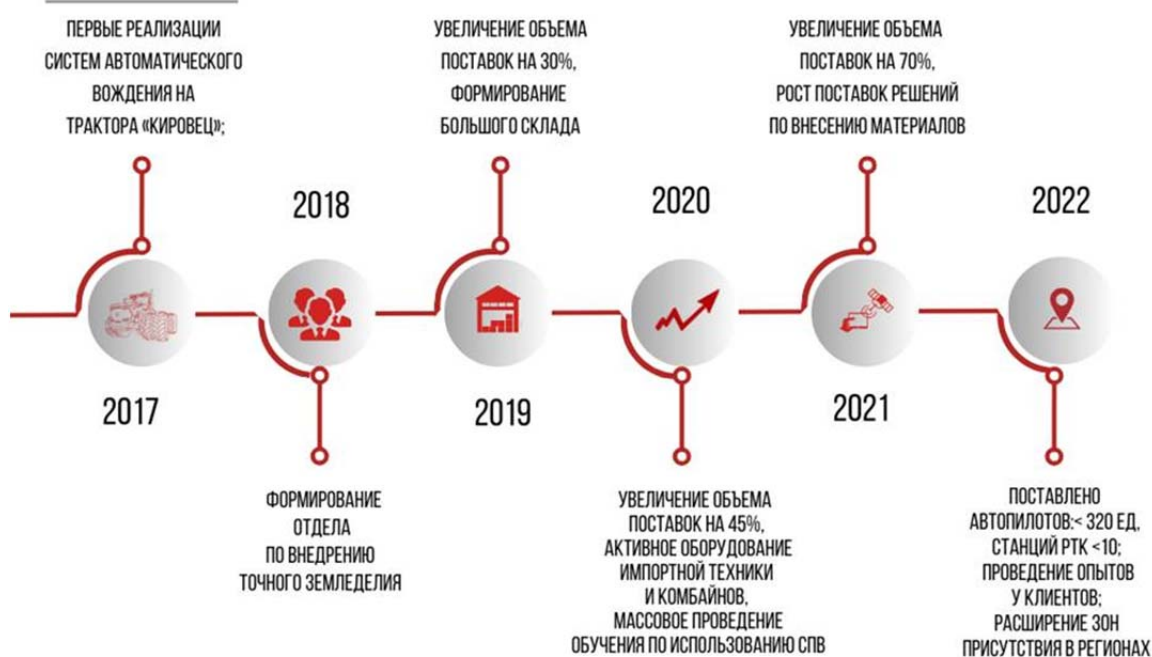 ПЕРВЫЕ РЕАЛИЗАЦИИ
СИСТЕМ АВТОМАТИЧЕСКОГО
ВОЖДЕНИЯ НА
ТРАКТОРА «КИРОВЕЦ»;
2017
2018
ФОРМИРОВАНИЕ
ОТДЕЛА
ПО ВНЕДРЕНИЮ
ТОЧНОГО ЗЕМЛЕДЕЛИЯ
УВЕЛИЧЕНИЕ ОБЪЕМА
ПОСТАВОК НА 30%,
ФОРМИРОВАНИЕ
БОЛЬШОГО СКЛАДА
2019
2020
УВЕЛИЧЕНИЕ ОБЪЕМА
ПОСТАВОК НА 45%,
АКТИВНОЕ ОБОРУДОВАНИЕ
ИМПОРТНОЙ ТЕХНИКИ
И КОМБАЙНОВ,
МАССОВОЕ ПРОВЕДЕНИЕ
ОБУЧЕНИЯ ПО ИСПОЛЬЗОВАНИЮ СПВ
УВЕЛИЧЕНИЕ ОБЪЕМА
ПОСТАВОК НА 70%,
РОСТ ПОСТАВОК РЕШЕНИЙ
ПО ВНЕСЕНИЮ МАТЕРИАЛОВ
2021
2022
ПОСТАВЛЕНО
АВТОПИЛОТОВ:< 320 ЕД,
СТАНЦИЙ РТК <10;
ПРОВЕДЕНИЕ ОПЫТОВ
У КЛИЕНТОВ;
РАСШИРЕНИЕ ЗОН
ПРИСУТСТВИЯ В РЕГИОНАХ